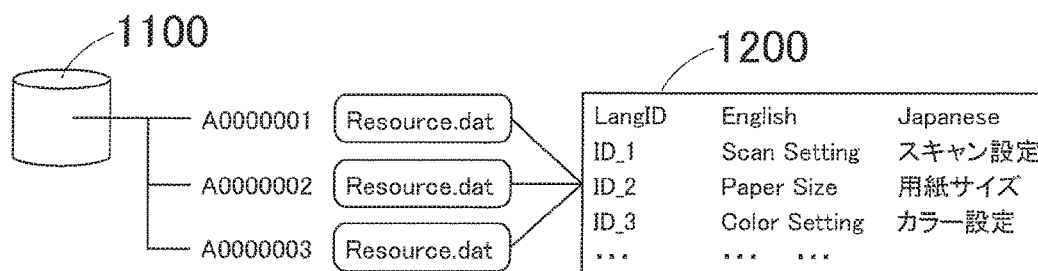 1100
1200
A0000001 Resource.dat
A0000002 Resource.dat
A0000003 Resource.dat
LangID English Japanese
ID_1 Scan Setting スキャン設定
ID_2 Paper Size 用紙サイズ
ID_3 Color Setting カラー設定
... ... ...